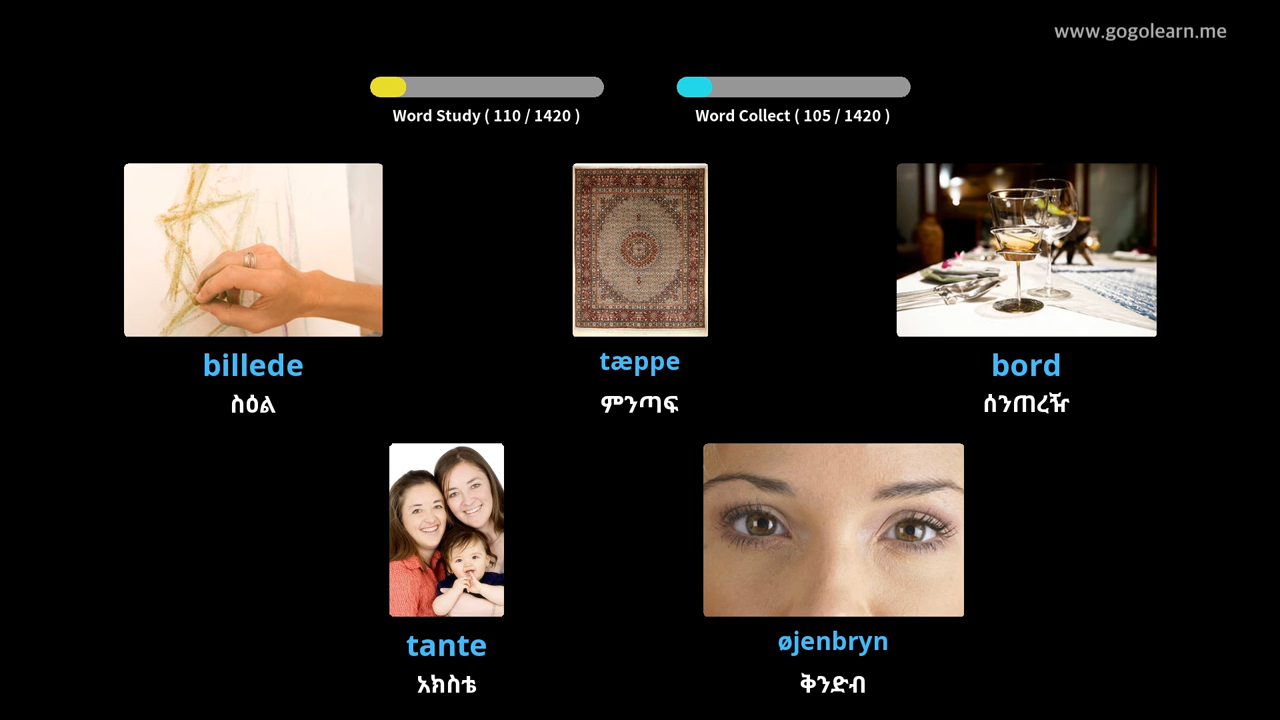 www.gogolearn.me
Word Study ( 110 / 1420 )
Word Collect ( 105 / 1420 )
billede
ስዕል
tæppe
ምንጣፍ
bord
ሰንጠረዥ
tante
አክስቴ
øjenbryn
ቅንድብ